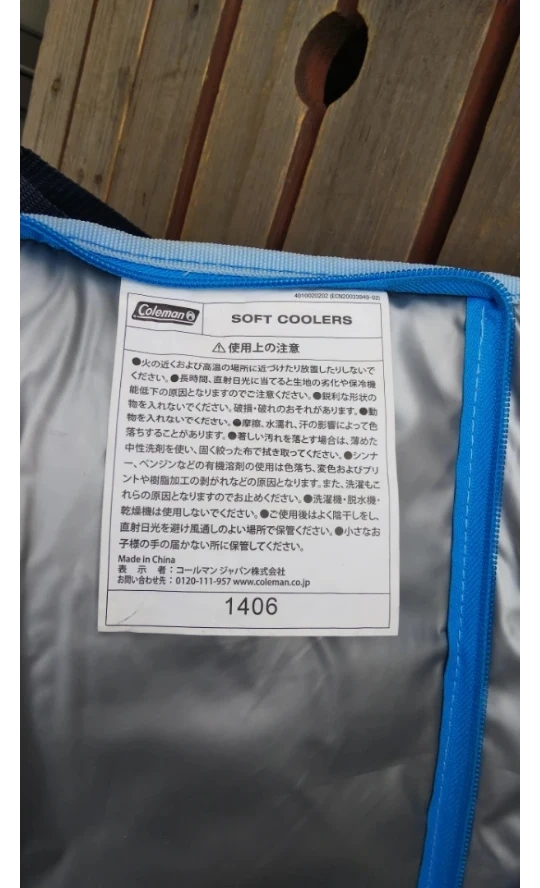 4010020202 (ECN20033949-02)
Coleman
SOFT COOLERS
⚠使用上の注意
●火の近くおよび高温の場所に近づけたり放置したりしないで
ください。●長時間、直射日光に当てると生地の劣化や保冷機
能低下の原因となりますのでご注意ください。●鋭利な形状の
物を入れないでください。破損・破れのおそれがあります。●動
物を入れないでください。●摩擦、水濡れ、汗の影響によって色
落ちすることがあります。●著しい汚れを落とす場合は、薄めた
中性洗剤を使い、固く絞った布で拭き取ってください。●シンナ
ー、ベンジンなどの有機溶剤の使用は色落ち、変色およびプリ
ントや樹脂加工の剥がれなどの原因となります。また、洗濯もこ
れらの原因となりますのでお止めください。●洗濯機・脱水機・
乾燥機は使用しないでください。●ご使用後はよく陰干しをし、
直射日光を避け風通しのよい場所で保管ください。●小さなお
子様の手の届かない所に保管してください。
Made in China
表 示 者：コールマン ジャパン株式会社
お問い合わせ先：0120-111-957 www.coleman.co.jp
1406